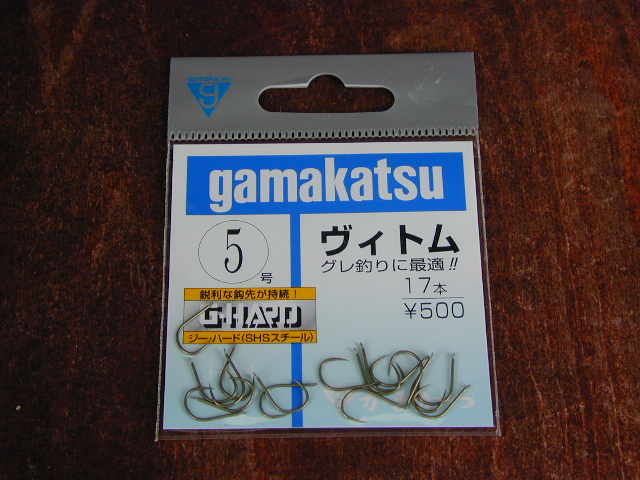 gamakatsu
5号
ヴィトム
グレ釣りに最適!!
17本
¥500
鋭利な鈎先が持続!
G-HARD
ジー・ハード(SHSスチール)